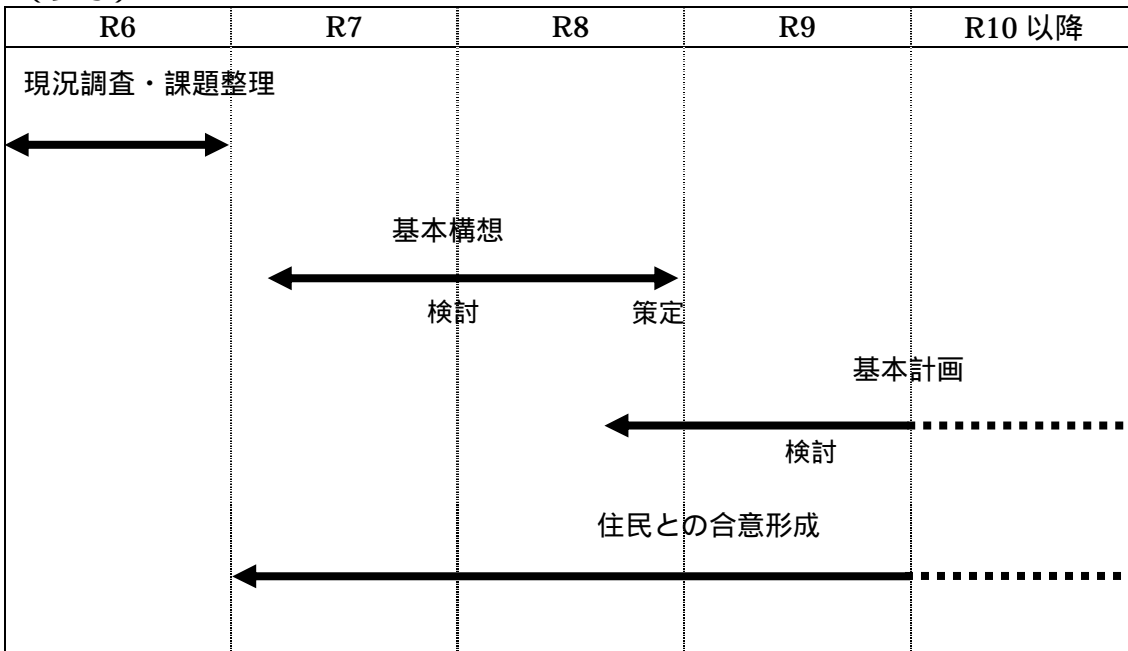 R6 R7 R8 R9 R10 以降
現況調査・課題整理
基本構想
検討 策定
基本計画
検討
住民との合意形成